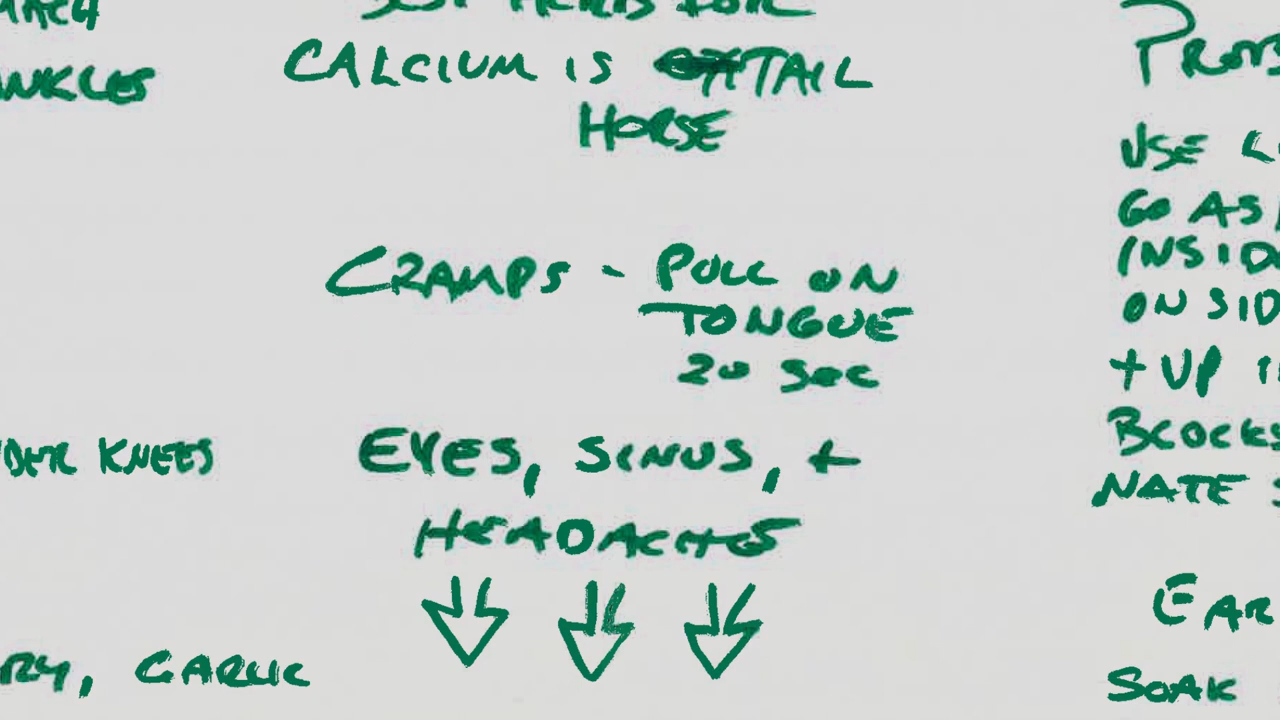 CALCIUM IS TAIL
HORSE
CRAMPS - PULL ON
TONGUE
20 SEC
EYES, SINUS, +
HEADACHES
KNEES
, GARLIC
USE
GO AS
INSID
ON SID
+ UP
BLOCKS
NATE
EAR
SOAK